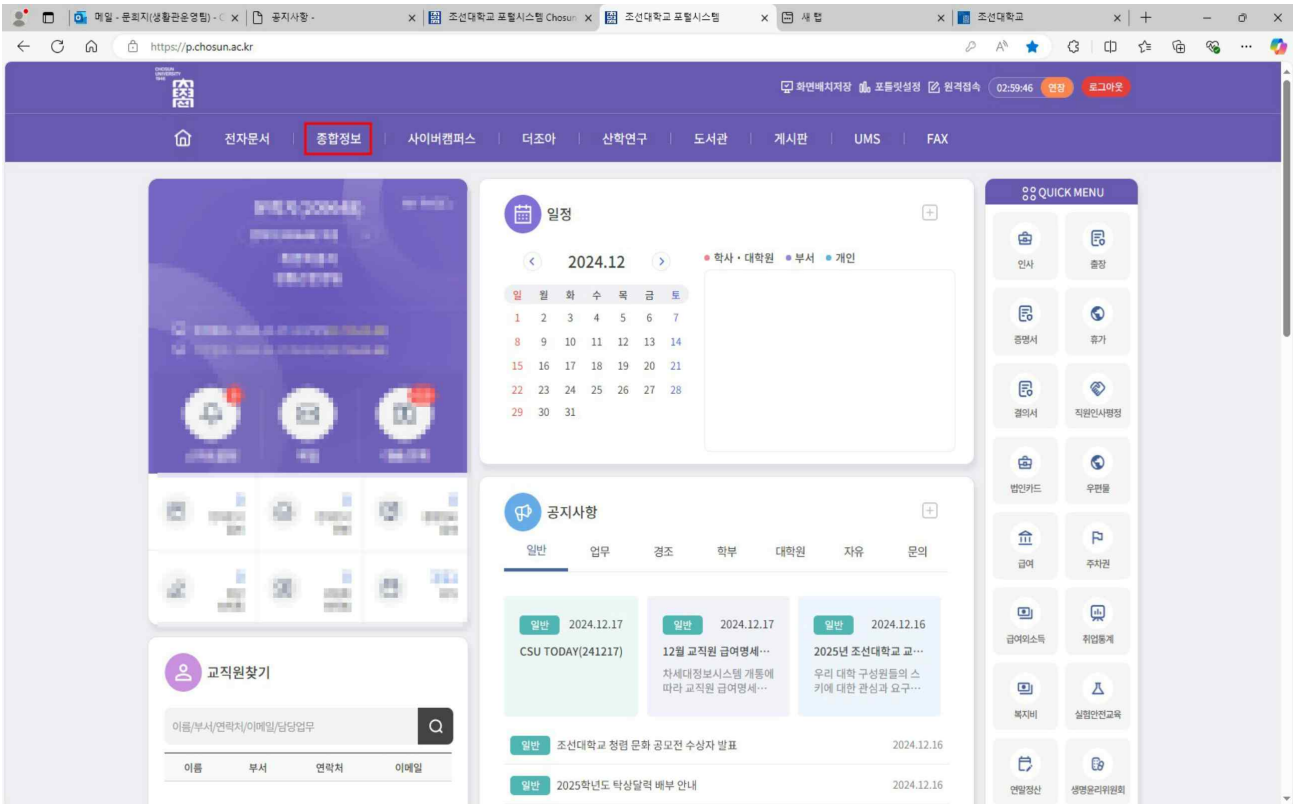 메일 - 문희지(생활관운영팀) - C
공지사항 -
조선대학교 포털시스템 Chosun
조선대학교 포털시스템
새 탭
조선대학교
https://p.chosun.ac.kr
CHOSUN
UNIVERSITY
1946
화면배치저장 포틀릿설정 원격접속 02:59:46 연장 로그아웃
전자문서 종합정보 사이버캠퍼스 더조아 산학연구 도서관 게시판 UMS FAX
일정
2024.12
학사・대학원 부서 개인
일 월 화 수 목 금 토
1 2 3 4 5 6 7
8 9 10 11 12 13 14
15 16 17 18 19 20 21
22 23 24 25 26 27 28
29 30 31
QUICK MENU
인사 출장
증명서 휴가
결의서 직원인사평정
법인카드 우편물
급여 주차권
급여외소득 취업통계
복지비 실험안전교육
연말정산 생명윤리위원회
공지사항
일반 업무 경조 학부 대학원 자유 문의
일반 2024.12.17
CSU TODAY(241217)
일반 2024.12.17
12월 교직원 급여명세…
차세대정보시스템 개통에
따라 교직원 급여명세…
일반 2024.12.16
2025년 조선대학교 교…
우리 대학 구성원들의 스
키에 대한 관심과 요구…
일반 조선대학교 청렴 문화 공모전 수상자 발표 2024.12.16
일반 2025학년도 탁상달력 배부 안내 2024.12.16
교직원찾기
이름/부서/연락처/이메일/담당업무
이름 부서 연락처 이메일